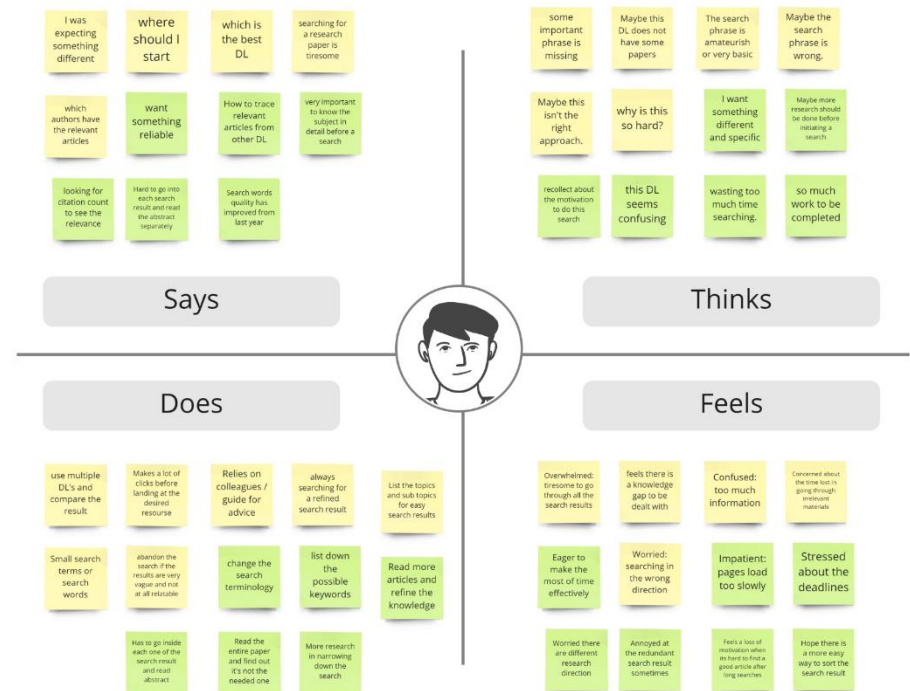 I was
expecting
something
different
where
should I
start
which is
the best
DL
searching for
a research
paper is
tiresome
which
authors have
the relevant
articles
want
something
reliable
How to trace
relevant
articles from
other DL
very important
to know the
subject in
detail before a
search
looking for
citation count
to see the
relevance
Hard to go into
each search
result and read
the abstract
separately
Search words
quality has
improved from
last year
Says
some
important
phrase is
missing
Maybe this
DL does not
have some
papers
The search
phrase is
amateurish
or very basic
Maybe the
search
phrase is
wrong.
Maybe this
isn't the
right
approach.
why is this
so hard?
I want
something
different
and specific
Maybe more
research should
be done before
initiating a
search
recollect about
the motivation
to do this
search
this DL
seems
confusing
wasting too
much time
searching.
so much
work to be
completed
Thinks
Does
use multiple
DL's and
compare the
result
Makes a lot of
clicks before
landing at the
desired
resourse
Relies on
colleagues /
guide for
advice
always
searching for
a refined
search result
List the topics
and sub topics
for easy
search results
Small search
terms or
search
words
abandon the
search if the
results are very
vague and not
at all relatable
change the
search
terminology
list down
the
possible
keywords
Read more
articles and
refine the
knowledge
Has to go inside
each one of the
search result
and read
abstract
Read the
entire paper
and find out
it's not the
needed one
More research
in narrowing
down the
search
Feels
Overwhelmed:
tiresome to go
through all the
search results
feels there is
a knowledge
gap to be
dealt with
Confused:
too much
information
Concerned about
the time lost in
going through
irrelevant
materials
Eager to
make the
most of time
effectively
Worried:
searching in
the wrong
direction
Impatient:
pages load
too slowly
Stressed
about the
deadlines
Worried there
are different
research
direction
Annoyed at
the redundant
search result
sometimes
Feels a loss of
motivation when
its hard to find a
good article after
long searches
Hope there is
a more easy
way to sort the
search result